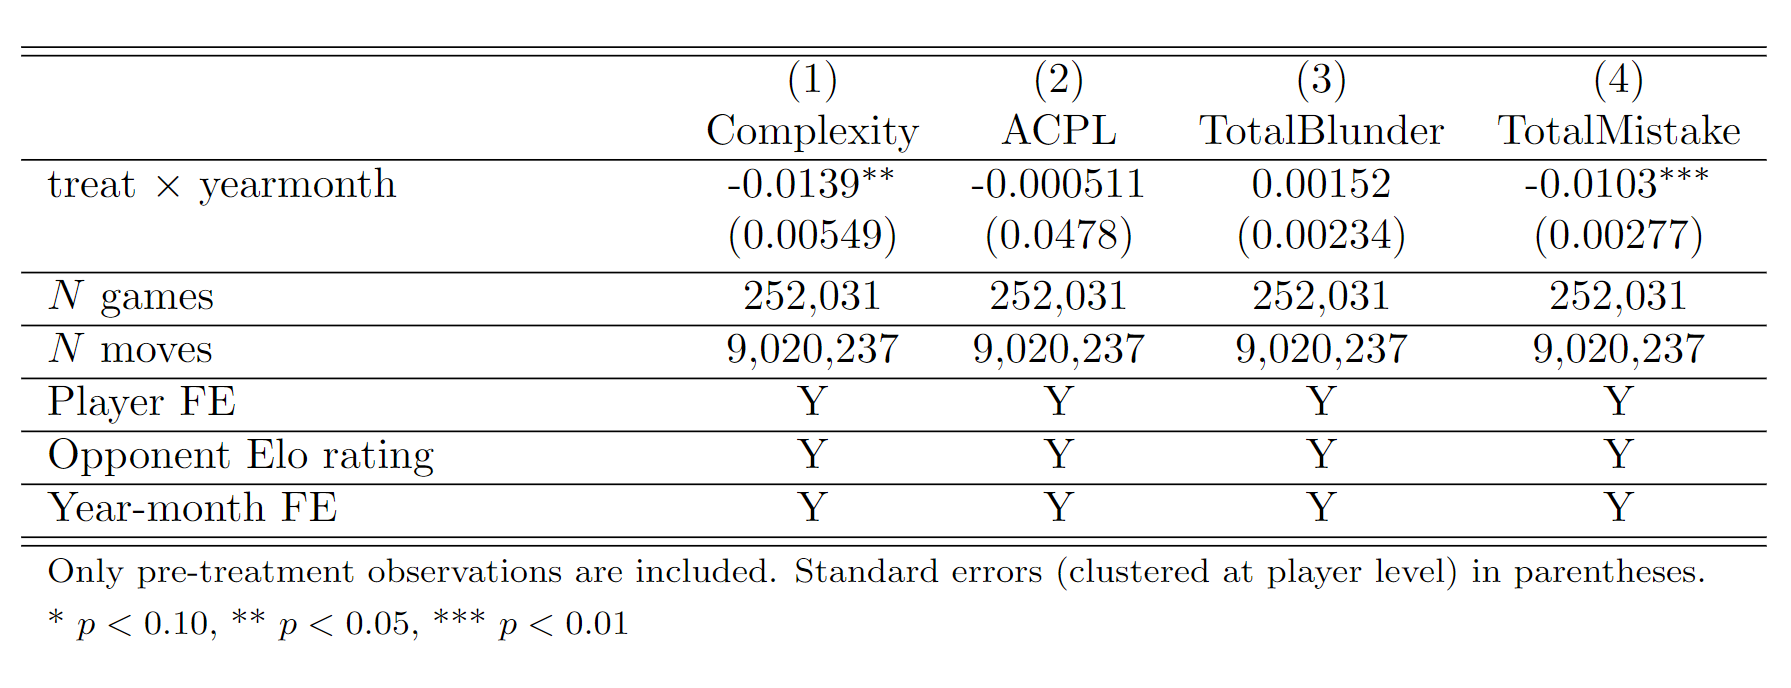 (1) (2) (3) (4)
Complexity ACPL TotalBlunder TotalMistake
treat × yearmonth -0.0139** -0.000511 0.00152 -0.0103***
(0.00549) (0.0478) (0.00234) (0.00277)
N games 252,031 252,031 252,031 252,031
N moves 9,020,237 9,020,237 9,020,237 9,020,237
Player FE Y Y Y Y
Opponent Elo rating Y Y Y Y
Year-month FE Y Y Y Y
Only pre-treatment observations are included. Standard errors (clustered at player level) in parentheses.
* p < 0.10, ** p < 0.05, *** p < 0.01